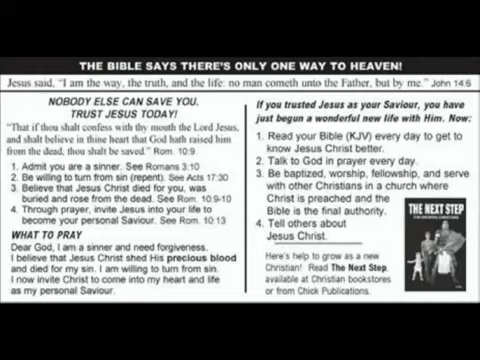 THE BIBLE SAYS THERE'S ONLY ONE WAY TO HEAVEN!
Jesus said, "I am the way, the truth, and the life: no man cometh unto the Father, but by me." John 14:6
NOBODY ELSE CAN SAVE YOU.
TRUST JESUS TODAY!
"That if thou shalt confess with thy mouth the Lord Jesus,
and shalt believe in thine heart that God hath raised him
from the dead, thou shalt be saved." Rom. 10:9
1. Admit you are a sinner. See Romans 3:10
2. Be willing to turn from sin (repent). See Acts 17:30
3. Believe that Jesus Christ died for you, was
buried and rose from the dead. See Rom. 10:9-10
4. Through prayer, invite Jesus into your life to
become your personal Saviour. See Rom. 10:13
WHAT TO PRAY
Dear God, I am a sinner and need forgiveness.
I believe that Jesus Christ shed His precious blood
and died for my sin. I am willing to turn from sin.
I now invite Christ to come into my heart and life
as my personal Saviour.
If you trusted Jesus as your Saviour, you have
just begun a wonderful new life with Him. Now:
1. Read your Bible (KJV) every day to get to
know Jesus Christ better.
2. Talk to God in prayer every day.
3. Be baptized, worship, fellowship, and serve
with other Christians in a church where
Christ is preached and the
Bible is the final authority.
4. Tell others about
Jesus Christ.
Here's help to grow as a new
Christian! Read The Next Step,
available at Christian bookstores
or from Chick Publications.
THE NEXT STEP